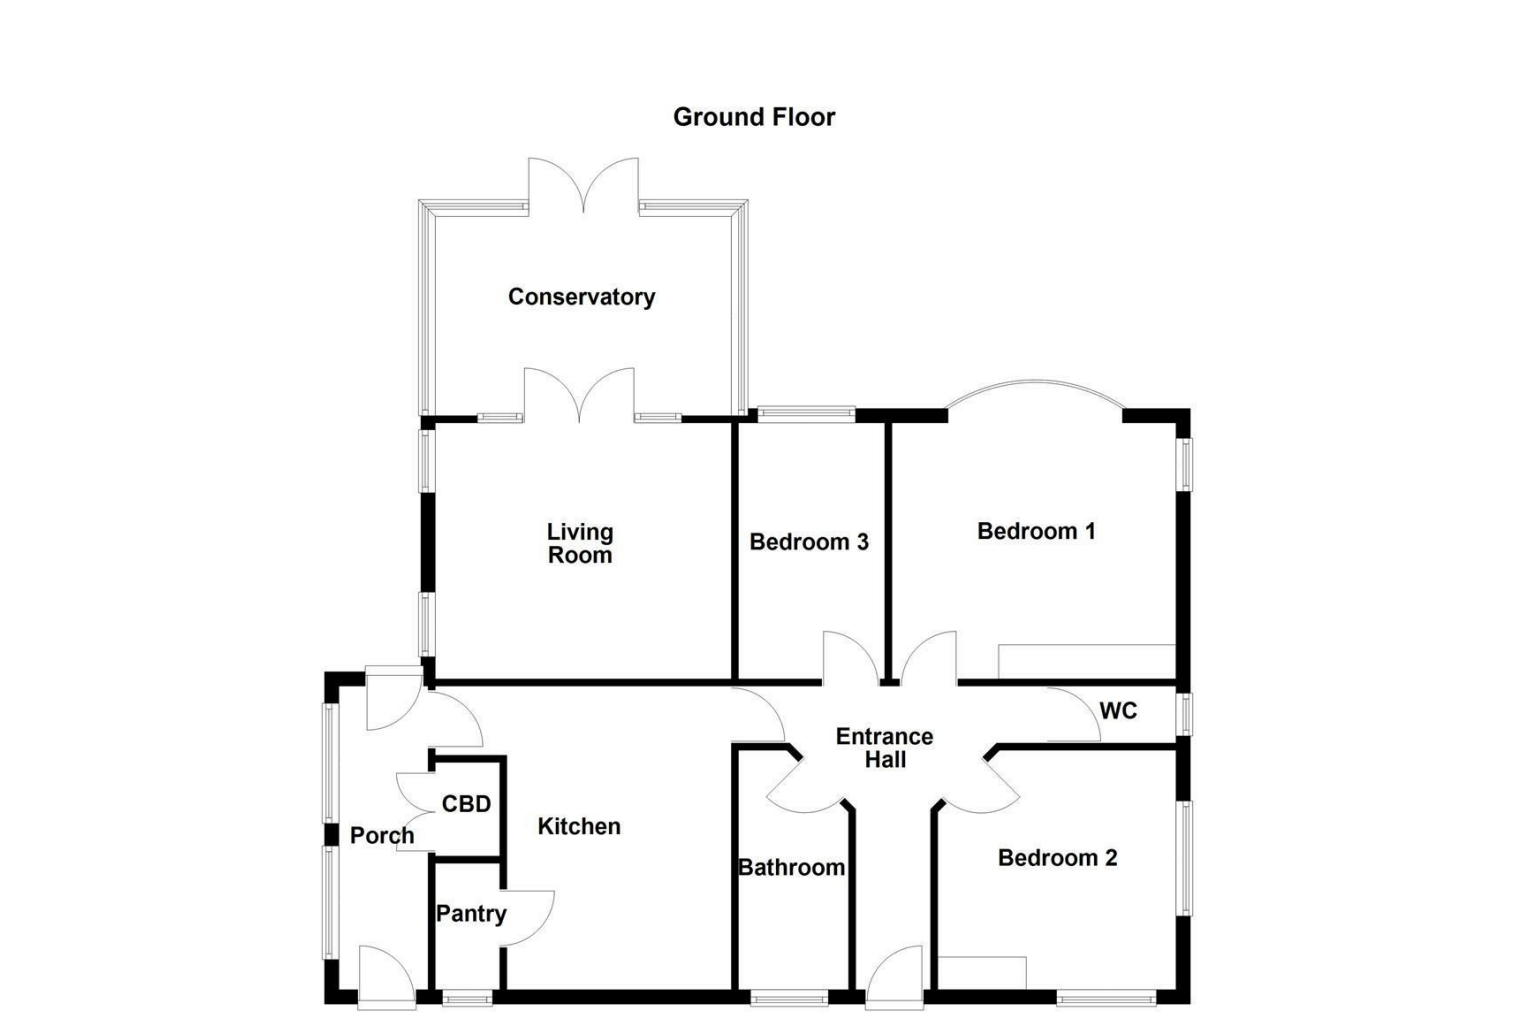 Ground Floor
Conservatory
Living
Room
Bedroom 3
Bedroom 1
WC
Entrance
Hall
CBD
Porch
Kitchen
Bathroom
Bedroom 2
Pantry